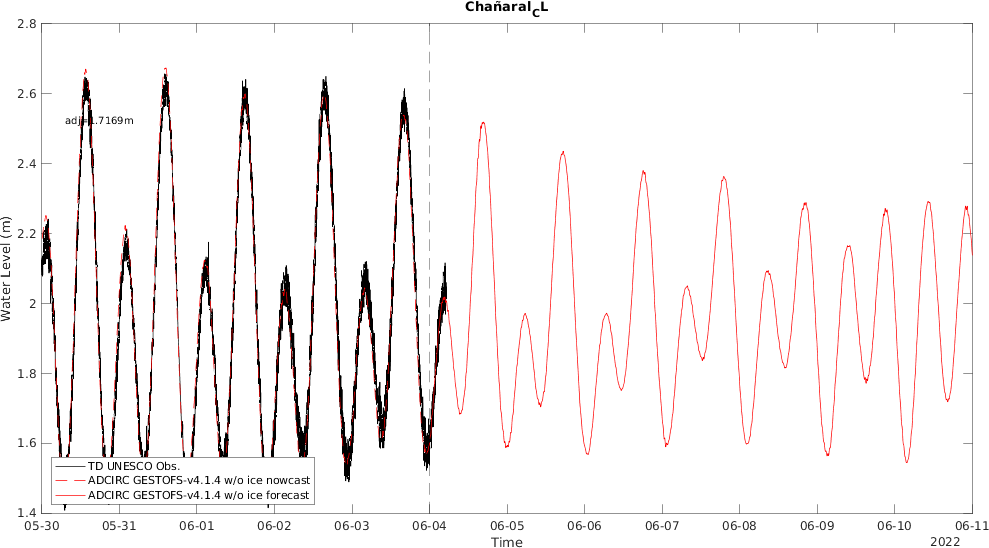 Chañaral_CL
2.8
2.6
2.4
2.2
2
1.8
1.6
1.4
Water Level (m)
adj=1.7169m
TD UNESCO Obs.
ADCIRC GESTOFS-v4.1.4 w/o ice nowcast
ADCIRC GESTOFS-v4.1.4 w/o ice forecast
05-30 05-31 06-01 06-02 06-03 06-04 06-05 06-06 06-07 06-08 06-09 06-10 06-11
Time
2022